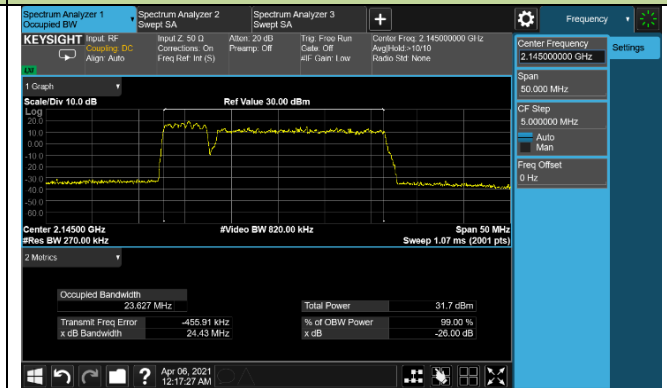 Spectrum Analyzer 1
Occupied BW
Spectrum Analyzer 2
Swept SA
Spectrum Analyzer 3
Swept SA
+
Frequency
KEYSIGHT
Input: RF
Coupling: DC
Align: Auto
Input Z: 50 Ω
Corrections: On
Freq Ref: Int (S)
Atten: 20 dB
Preamp: Off
Trig: Free Run
Gate: Off
#IF Gain: Low
Center Freq: 2.145000000 GHz
Avg|Hold:>10/10
Radio Std: None
Center Frequency
2.145000000 GHz
Settings
Span
50.000 MHz
CF Step
5.000000 MHz
Auto
Man
Freq Offset
0 Hz
1 Graph
Scale/Div 10.0 dB
Ref Value 30.00 dBm
Log
20.0
10.0
0.00
-10.0
-20.0
-30.0
-40.0
-50.0
-60.0
Center 2.14500 GHz
#Video BW 820.00 kHz
Span 50 MHz
#Res BW 270.00 kHz
Sweep 1.07 ms (2001 pts)
2 Metrics
Occupied Bandwidth
23.627 MHz
Total Power
31.7 dBm
Transmit Freq Error
-455.91 kHz
% of OBW Power
99.00 %
x dB Bandwidth
24.43 MHz
x dB
-26.00 dB
?
Apr 06, 2021
12:17:27 AM